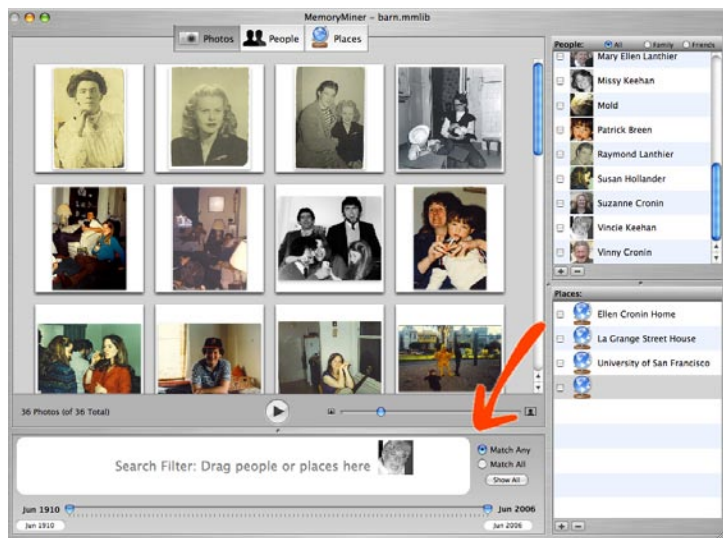 MemoryMiner – barn.mmlib
Photos People Places
People: All Family Friends
Mary Ellen Lanthier
Missy Keehan
Mold
Patrick Breen
Raymond Lanthier
Susan Hollander
Suzanne Cronin
Vincie Keehan
Vinny Cronin
Places:
Ellen Cronin Home
La Grange Street House
University of San Francisco
36 Photos (of 36 Total)
Search Filter: Drag people or places here
Match Any
Match All
Show All
Jun 1910 Jun 2006
Jun 1910 Jun 2006